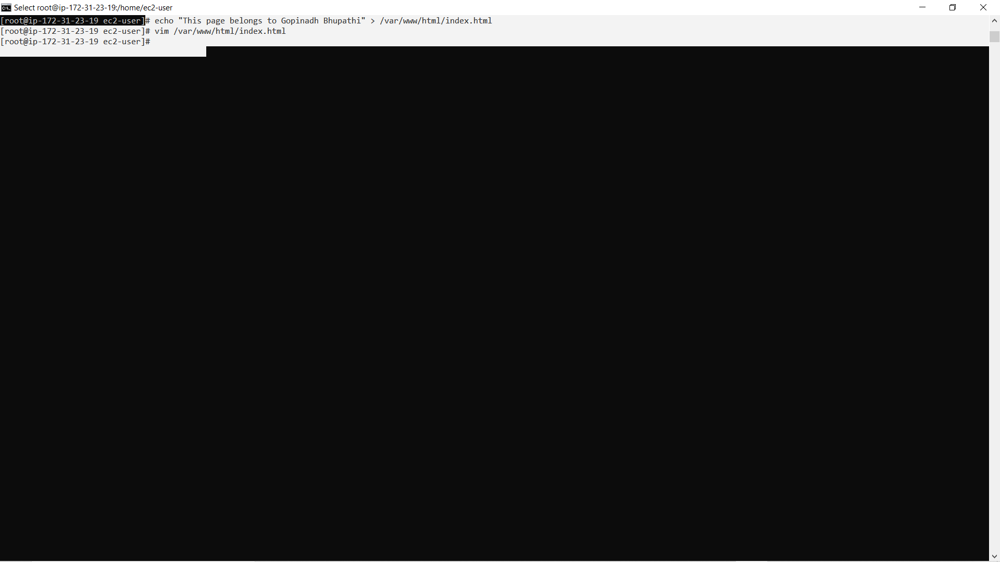 Select root@ip-172-31-23-19:/home/ec2-user
[root@ip-172-31-23-19 ec2-user]# echo "This page belongs to Gopinadh Bhupathi" > /var/www/html/index.html
[root@ip-172-31-23-19 ec2-user]# vim /var/www/html/index.html
[root@ip-172-31-23-19 ec2-user]#